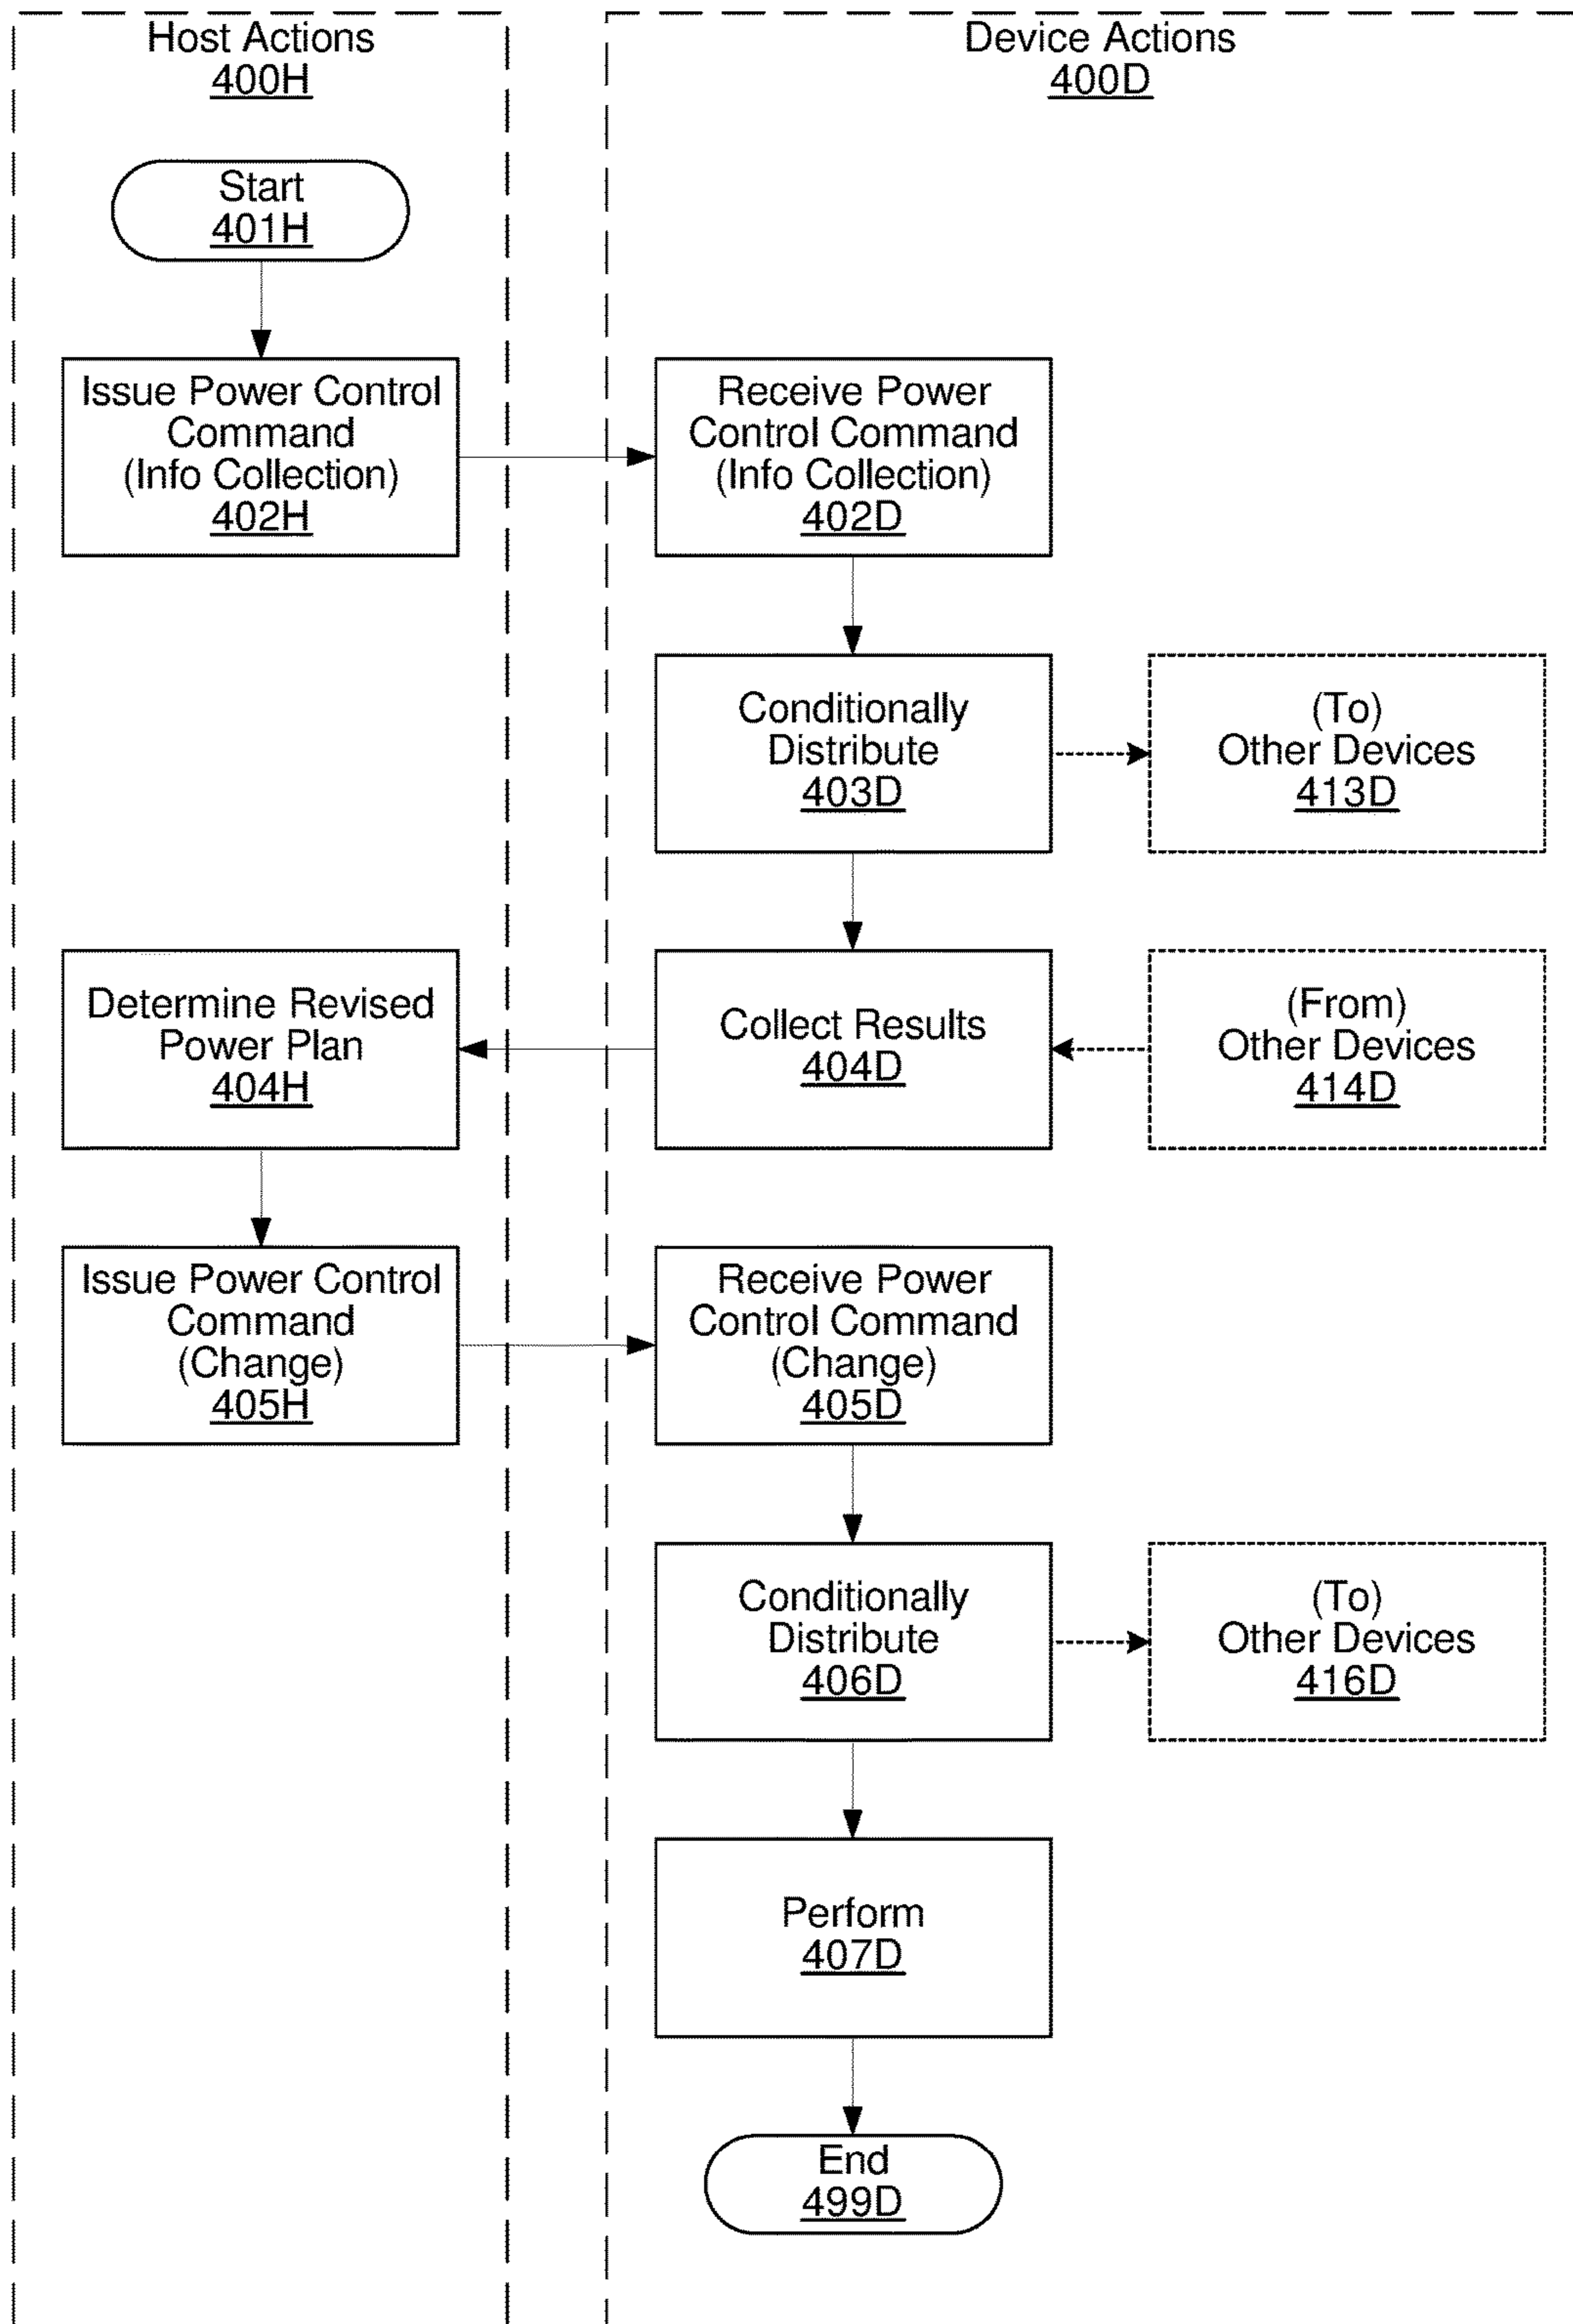 Host Actions
400H
Device Actions
400D
Start
401H
Issue Power Control
Command
(Info Collection)
402H
Receive Power
Control Command
(Info Collection)
402D
Conditionally
Distribute
403D
(To)
Other Devices
413D
Determine Revised
Power Plan
404H
Collect Results
404D
(From)
Other Devices
414D
Issue Power Control
Command
(Change)
405H
Receive Power
Control Command
(Change)
405D
Conditionally
Distribute
406D
(To)
Other Devices
416D
Perform
407D
End
499D